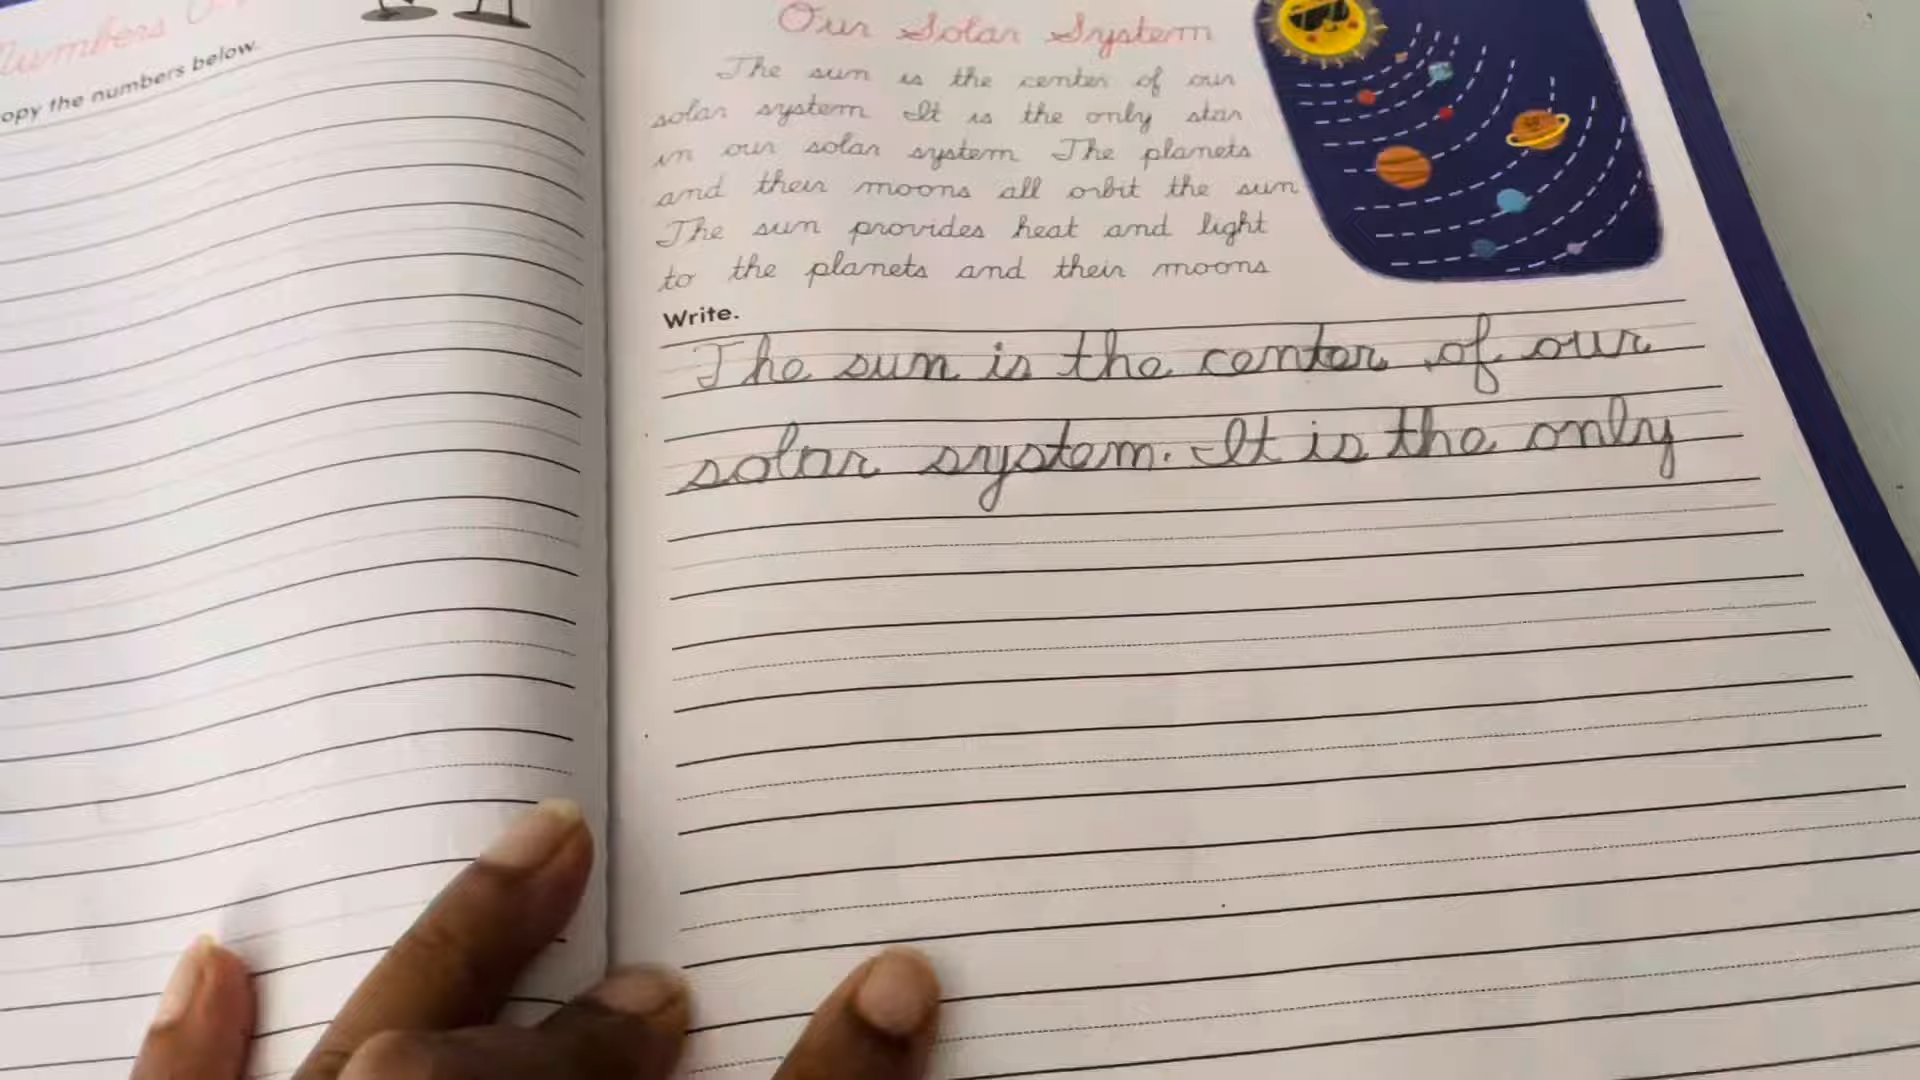 Numbers
opy the numbers below.
Our Solar System
The sun is the center of our
solar system It is the only star
in our solar system The planets
and their moons all orbit the sun
The sun provides heat and light
to the planets and their moons
Write.
The sun is the center of our
solar system. It is the only